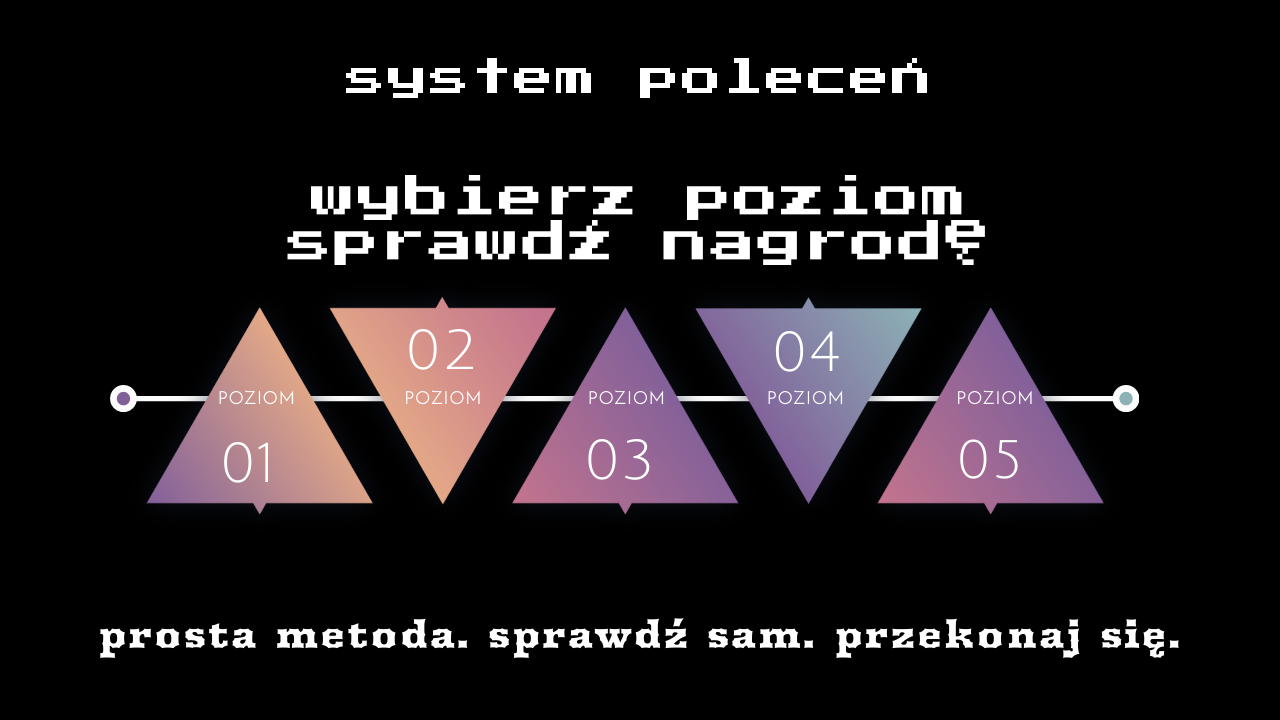 system poleceń
wybierz poziom
sprawdź nagrodę
POZIOM
01
02
POZIOM
POZIOM
03
04
POZIOM
POZIOM
05
prosta metoda. sprawdź sam. przekonaj się.